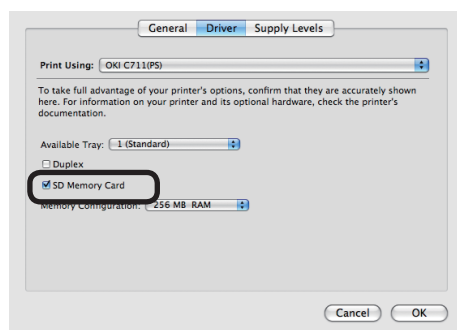 General Driver Supply Levels
Print Using: OKI C711(PS)
To take full advantage of your printer's options, confirm that they are accurately shown
here. For information on your printer and its optional hardware, check the printer's
documentation.
Available Tray: 1 (Standard)
Duplex
SD Memory Card
Memory Configuration: 256 MB RAM
Cancel OK